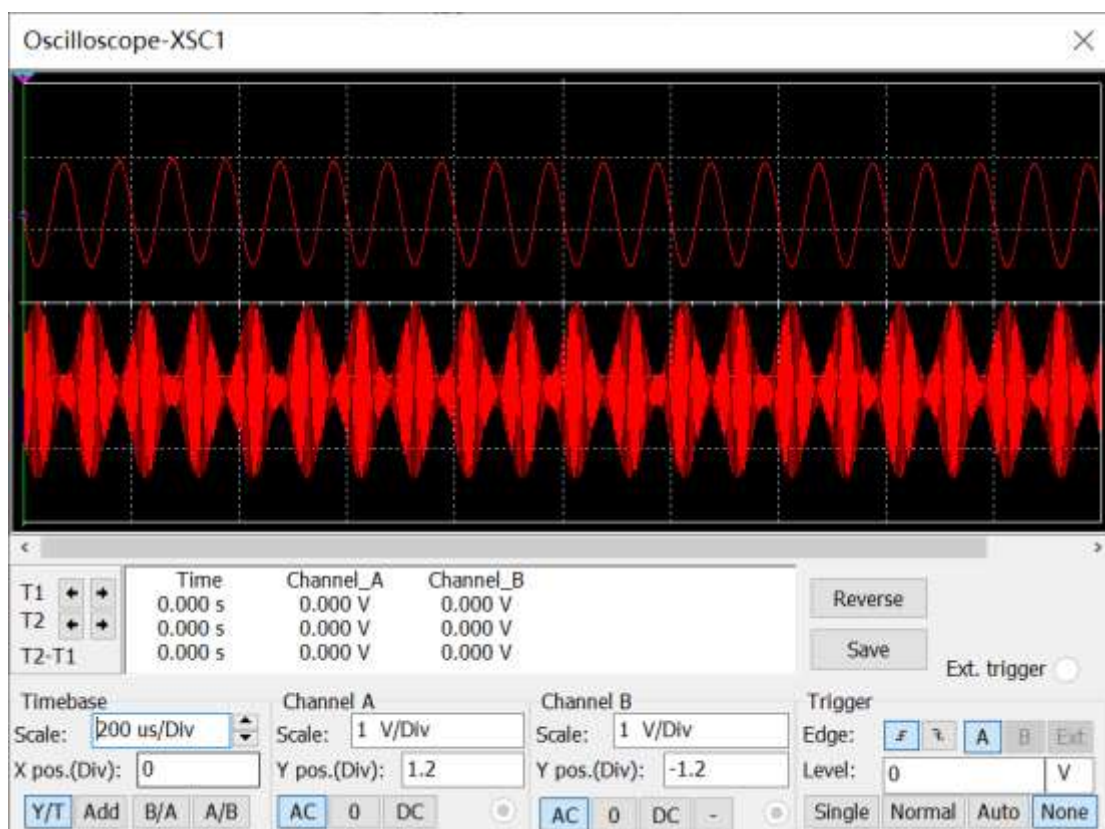 Oscilloscope-XSC1
Time Channel_A Channel_B
T1 0.000 s 0.000 V 0.000 V
T2 0.000 s 0.000 V 0.000 V
T2-T1 0.000 s 0.000 V 0.000 V
Reverse
Save
Ext. trigger
Timebase
Scale: 200 us/Div
X pos.(Div): 0
Y/T Add B/A A/B
Channel A
Scale: 1 V/Div
Y pos.(Div): 1.2
AC 0 DC
Channel B
Scale: 1 V/Div
Y pos.(Div): -1.2
AC 0 DC -
Trigger
Edge: A B Ext
Level: 0 V
Single Normal Auto None